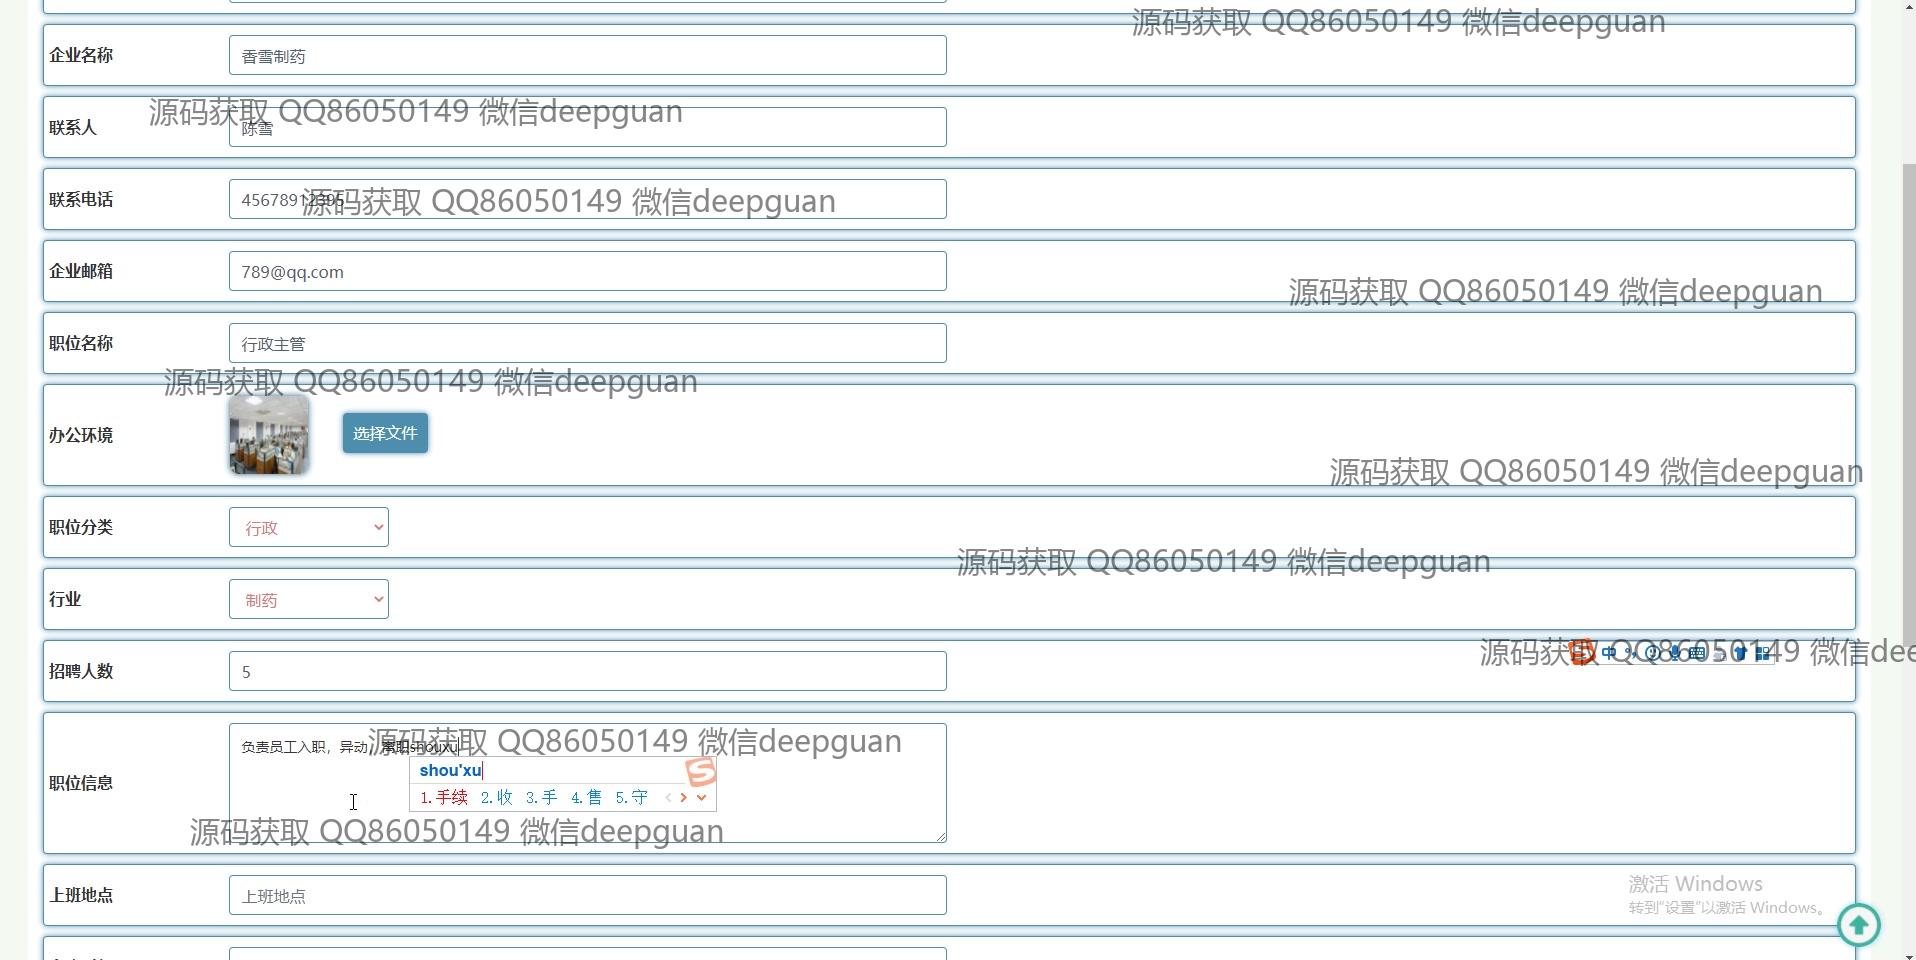 源码获取 QQ86050149 微信deepguan
企业名称
香雪制药
源码获取 QQ86050149 微信deepguan
联系人
陈雪
联系电话
45678912395
源码获取 QQ86050149 微信deepguan
企业邮箱
789@qq.com
源码获取 QQ86050149 微信deepguan
职位名称
行政主管
源码获取 QQ86050149 微信deepguan
办公环境
选择文件
源码获取 QQ86050149 微信deepguan
职位分类
行政
源码获取 QQ86050149 微信deepguan
行业
制药
源码获取 QQ86050149 微信dee
中
招聘人数
5
职位信息
负责员工入职，异动，离职shouxu
源码获取 QQ86050149 微信deepguan
shou'xu
1.手续 2.收 3.手 4.售 5.守
源码获取 QQ86050149 微信deepguan
上班地点
上班地点
激活 Windows
转到"设置"以激活 Windows。